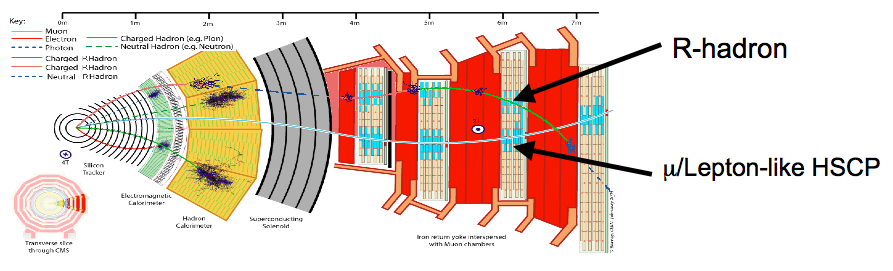 Key:
Muon
Electron
Photon
Charged R-Hadron
Charged R-Hadron
Neutral R-Hadron
Charged Hadron (e.g. Pion)
Neutral Hadron (e.g. Neutron)
0m 1m 2m 3m 4m 5m 6m 7m
R-hadron
μ/Lepton-like HSCP
4T
2T
Silicon
Tracker
Electromagnetic
Calorimeter
Hadron
Calorimeter
Superconducting
Solenoid
Iron return yoke interspersed
with Muon chambers
Transverse slice
through CMS